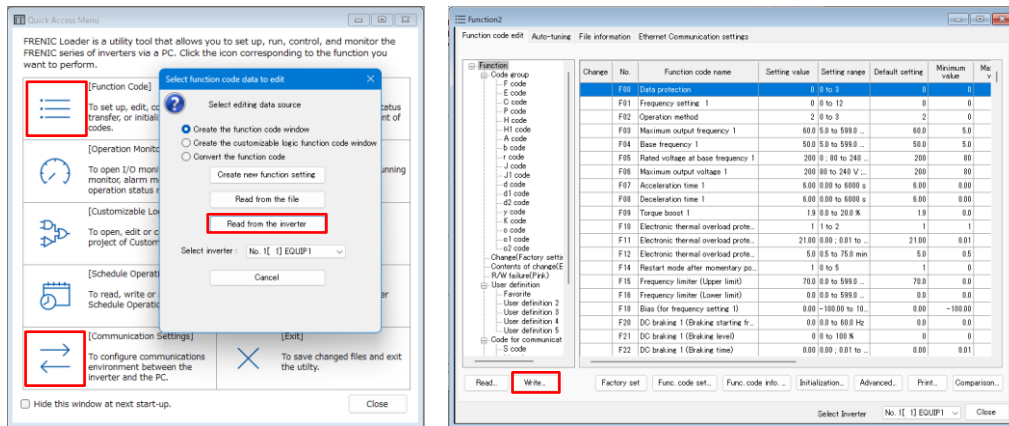 Quick Access Menu
FRENIC Loader is a utility tool that allows you to set up, run, control, and monitor the
FRENIC series of inverters via a PC. Click the icon corresponding to the function you
want to perform.
[Function Code]
To set up, edit, co
transfer, or initiali
codes.
tatus
nt of
[Operation Monito
To open I/O moni
monitor, alarm m
operation status r
unning
[Customizable Lo
To open, edit or c
project of Custom
[Schedule Operati
To read, write or
Schedule Operatio
er
[Communication Settings]
To configure communications
environment between the
inverter and the PC.
[Exit]
To save changed files and exit
the utilty.
Hide this window at next start-up.
Close
Select function code data to edit
Select editing data source
Create the function code window
Create the customizable logic function code window
Convert the function code
Create new function setting
Read from the file
Read from the inverter
Select inverter : No. 1[ 1] EQUIP1
Cancel
Function2
Function code edit Auto-tuning File information Ethernet Communication settings
Function
Code group
F code
E code
C code
P code
H code
H1 code
A code
b code
r code
J code
J1 code
d code
d1 code
d2 code
y code
K code
o code
o1 code
o2 code
Change(Factory settin
Contents of change(E
R/W failure(Pink)
User definition
Favorite
User definition 2
User definition 3
User definition 4
User definition 5
Code for communicat
S code
Change No. Function code name Setting value Setting range Default setting Minimum value
F00 Data protection 0 0 to 3 0 0
F01 Frequency setting 1 0 0 to 12 0 0
F02 Operation method 2 0 to 3 2 0
F03 Maximum output frequency 1 60.0 5.0 to 599.0 ... 60.0 5.0
F04 Base frequency 1 50.0 5.0 to 599.0 ... 50.0 5.0
F05 Rated voltage at base frequency 1 200 0 ; 80 to 240 ... 200 80
F06 Maximum output voltage 1 200 80 to 240 V ;... 200 80
F07 Acceleration time 1 6.00 0.00 to 6000 s 6.00 0.00
F08 Deceleration time 1 6.00 0.00 to 6000 s 6.00 0.00
F09 Torque boost 1 1.9 0.0 to 20.0 % 1.9 0.0
F10 Electronic thermal overload prote... 1 1 to 2 1 1
F11 Electronic thermal overload prote... 21.00 0.00 ; 0.01 to ... 21.00 0.01
F12 Electronic thermal overload prote... 5.0 0.5 to 75.0 min 5.0 0.5
F14 Restart mode after momentary po... 1 0 to 5 1 0
F15 Frequency limiter (Upper limit) 70.0 0.0 to 599.0 ... 70.0 0.0
F16 Frequency limiter (Lower limit) 0.0 0.0 to 599.0 ... 0.0 0.0
F18 Bias (for frequency setting 1) 0.00 -100.00 to 10... 0.00 -100.00
F20 DC braking 1 (Braking starting fr... 0.0 0.0 to 60.0 Hz 0.0 0.0
F21 DC braking 1 (Braking level) 0 0 to 100 % 0 0
F22 DC braking 1 (Braking time) 0.00 0.00 ; 0.01 to ... 0.00 0.01
Read... Write... Factory set Func. code set... Func. code info. ... Initialization... Advanced... Print... Comparison...
Select Inverter No. 1[ 1] EQUIP1 Close